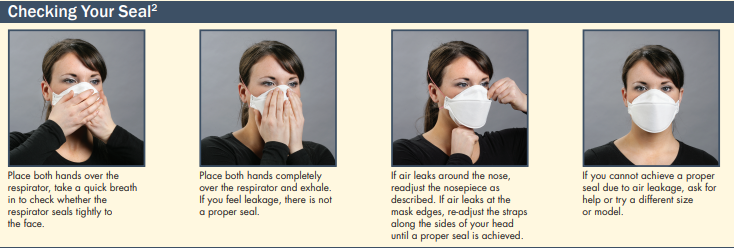 Checking Your Seal2
Place both hands over the
respirator, take a quick breath
in to check whether the
respirator seals tightly to
the face.
Place both hands completely
over the respirator and exhale.
If you feel leakage, there is not
a proper seal.
If air leaks around the nose,
readjust the nosepiece as
described. If air leaks at the
mask edges, re-adjust the straps
along the sides of your head
until a proper seal is achieved.
If you cannot achieve a proper
seal due to air leakage, ask for
help or try a different size
or model.